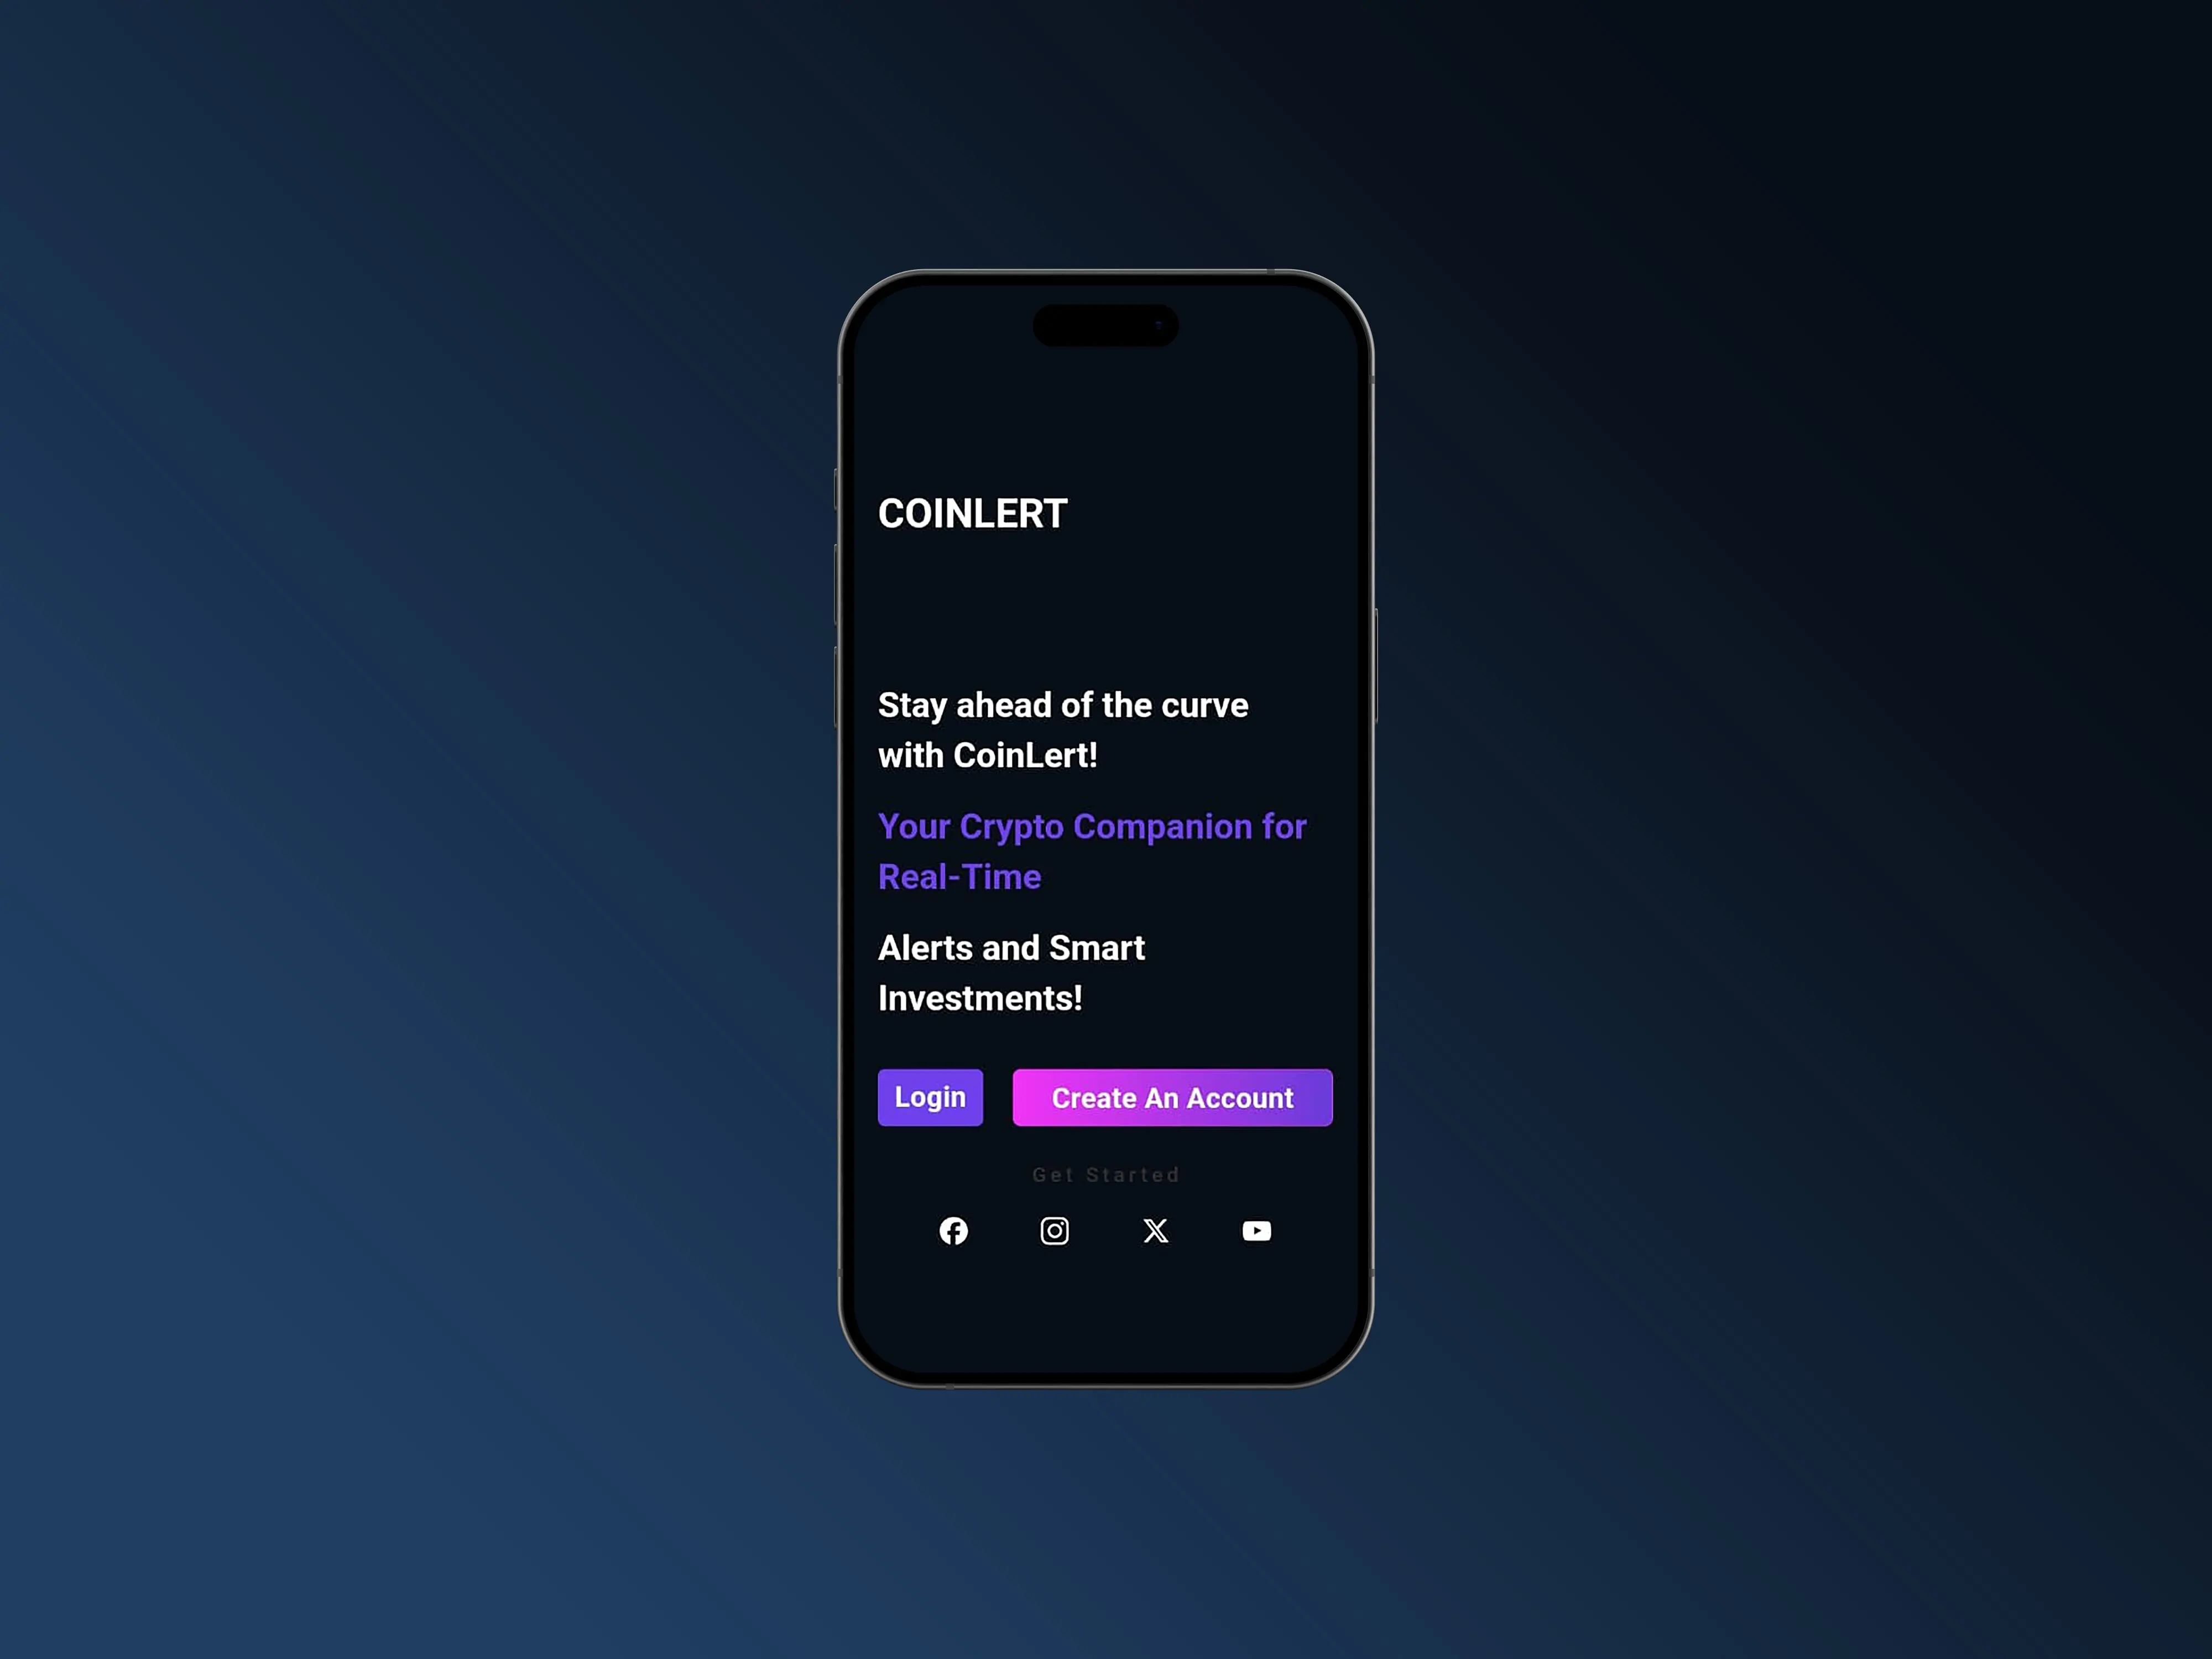 COINLERT
Stay ahead of the curve
with CoinLert!
Your Crypto Companion for
Real-Time
Alerts and Smart
Investments!
Login
Create An Account
Get Started